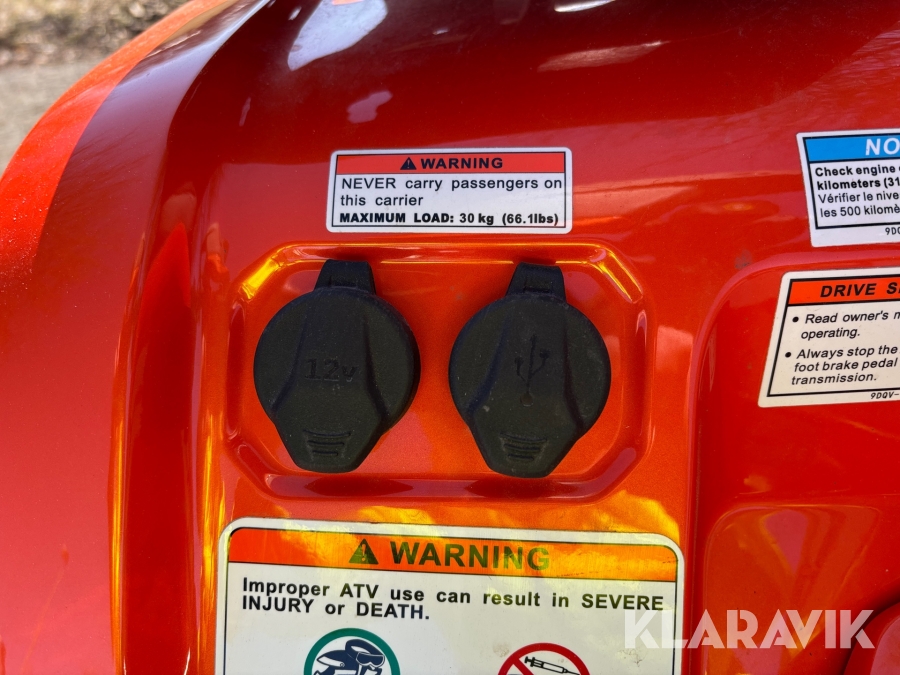 WARNING
NEVER carry passengers on
this carrier
MAXIMUM LOAD: 30 kg (66.1lbs)
NO
Check engine
kilometers (31
Vérifier le nive
les 500 kilomè
9DQ
DRIVE S
• Read owner's m
operating.
• Always stop the
foot brake pedal
transmission.
9DQV-
12V
WARNING
Improper ATV use can result in SEVERE
INJURY or DEATH.
KLARAVIK